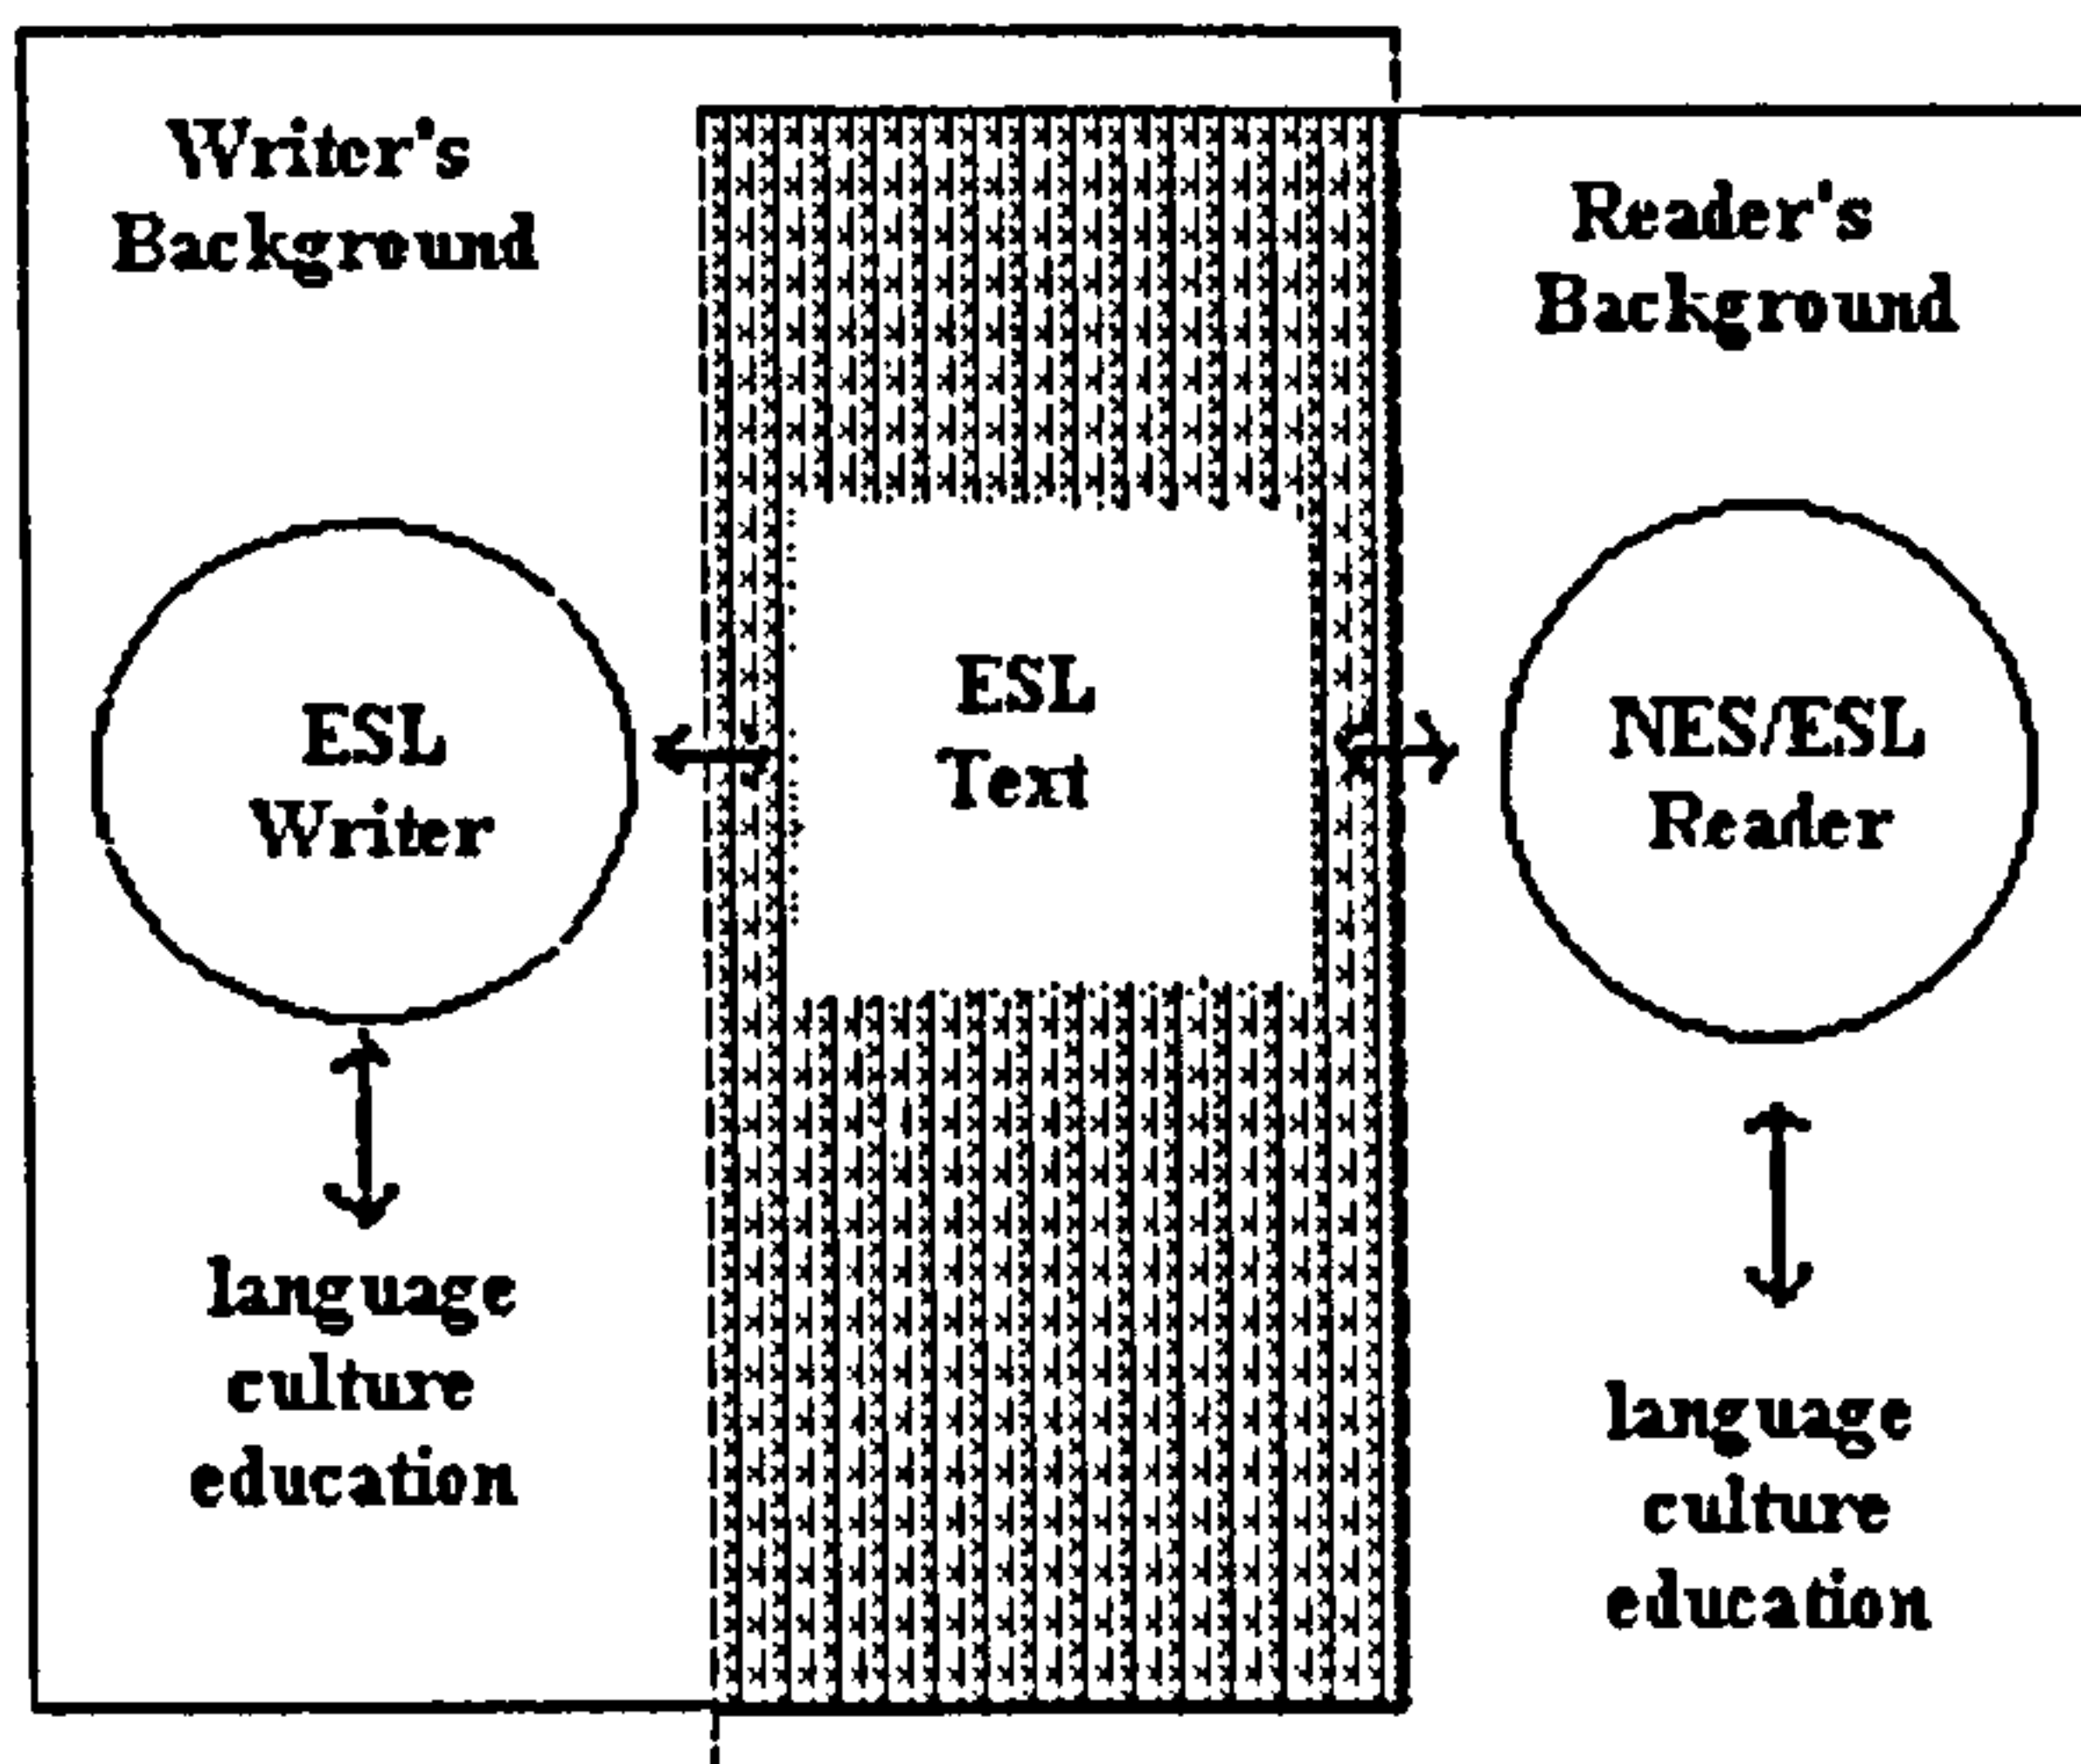 Writer's
Background
ESL
Writer
language
culture
education
ESL
Text
Reader's
Background
NES/ESL
Reader
language
culture
education